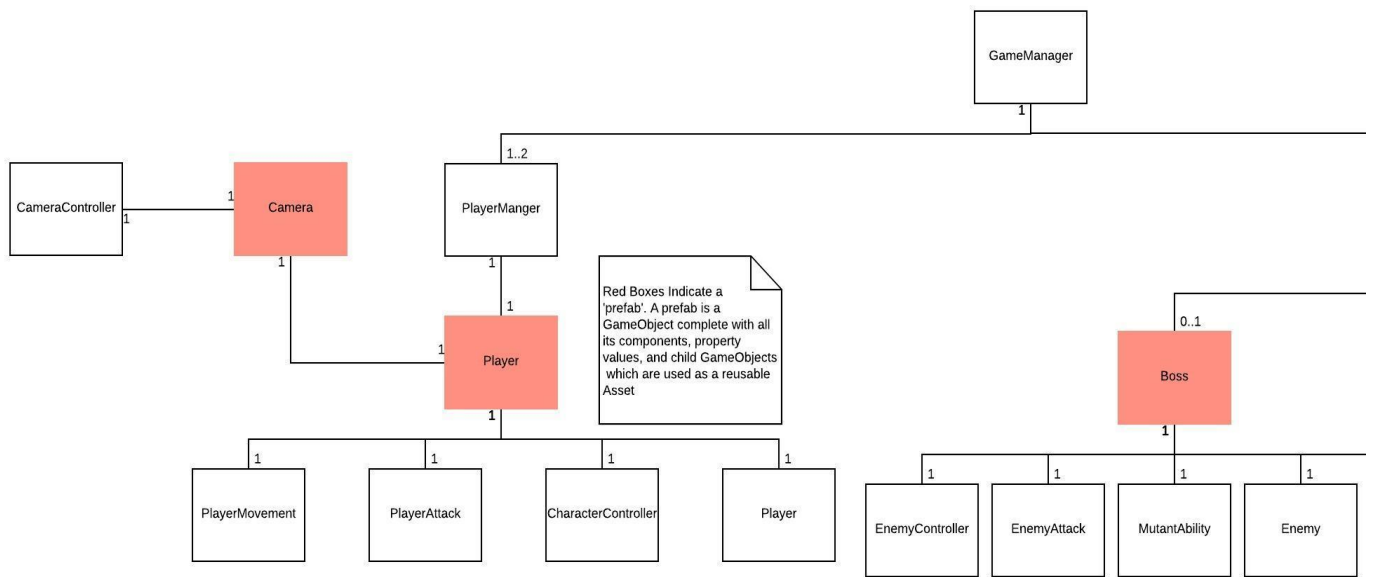 GameManager
1
1..2
CameraController
1
1
Camera
1
PlayerManger
1
1
1
Player
1
Red Boxes Indicate a
'prefab'. A prefab is a
GameObject complete with all
its components, property
values, and child GameObjects
which are used as a reusable
Asset
0..1
Boss
1
1
1
1
1
PlayerMovement
PlayerAttack
CharacterController
Player
1
1
1
1
EnemyController
EnemyAttack
MutantAbility
Enemy